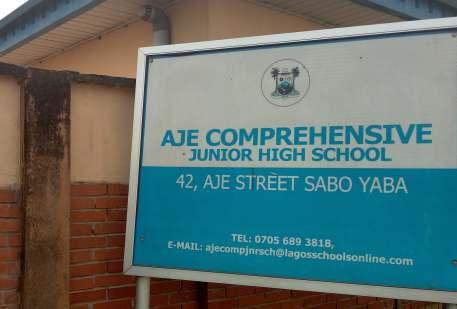 AJE COMPREHENSIVE
JUNIOR HIGH SCHOOL
42, AJE STREET SABO YABA
TEL: 0705 689 3818,
E-MAIL: ajecompjnrsch@lagosschoolsonline.com